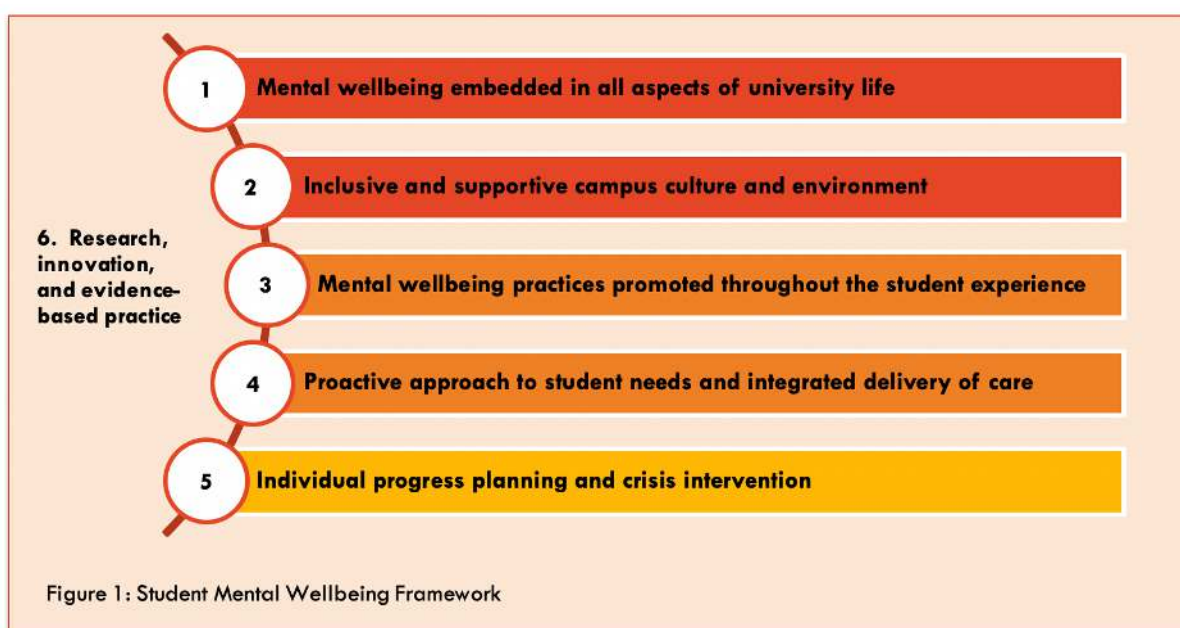 1
Mental wellbeing embedded in all aspects of university life
2
Inclusive and supportive campus culture and environment
6. Research,
innovation,
and evidence-
based practice
3
Mental wellbeing practices promoted throughout the student experience
4
Proactive approach to student needs and integrated delivery of care
5
Individual progress planning and crisis intervention
Figure 1: Student Mental Wellbeing Framework